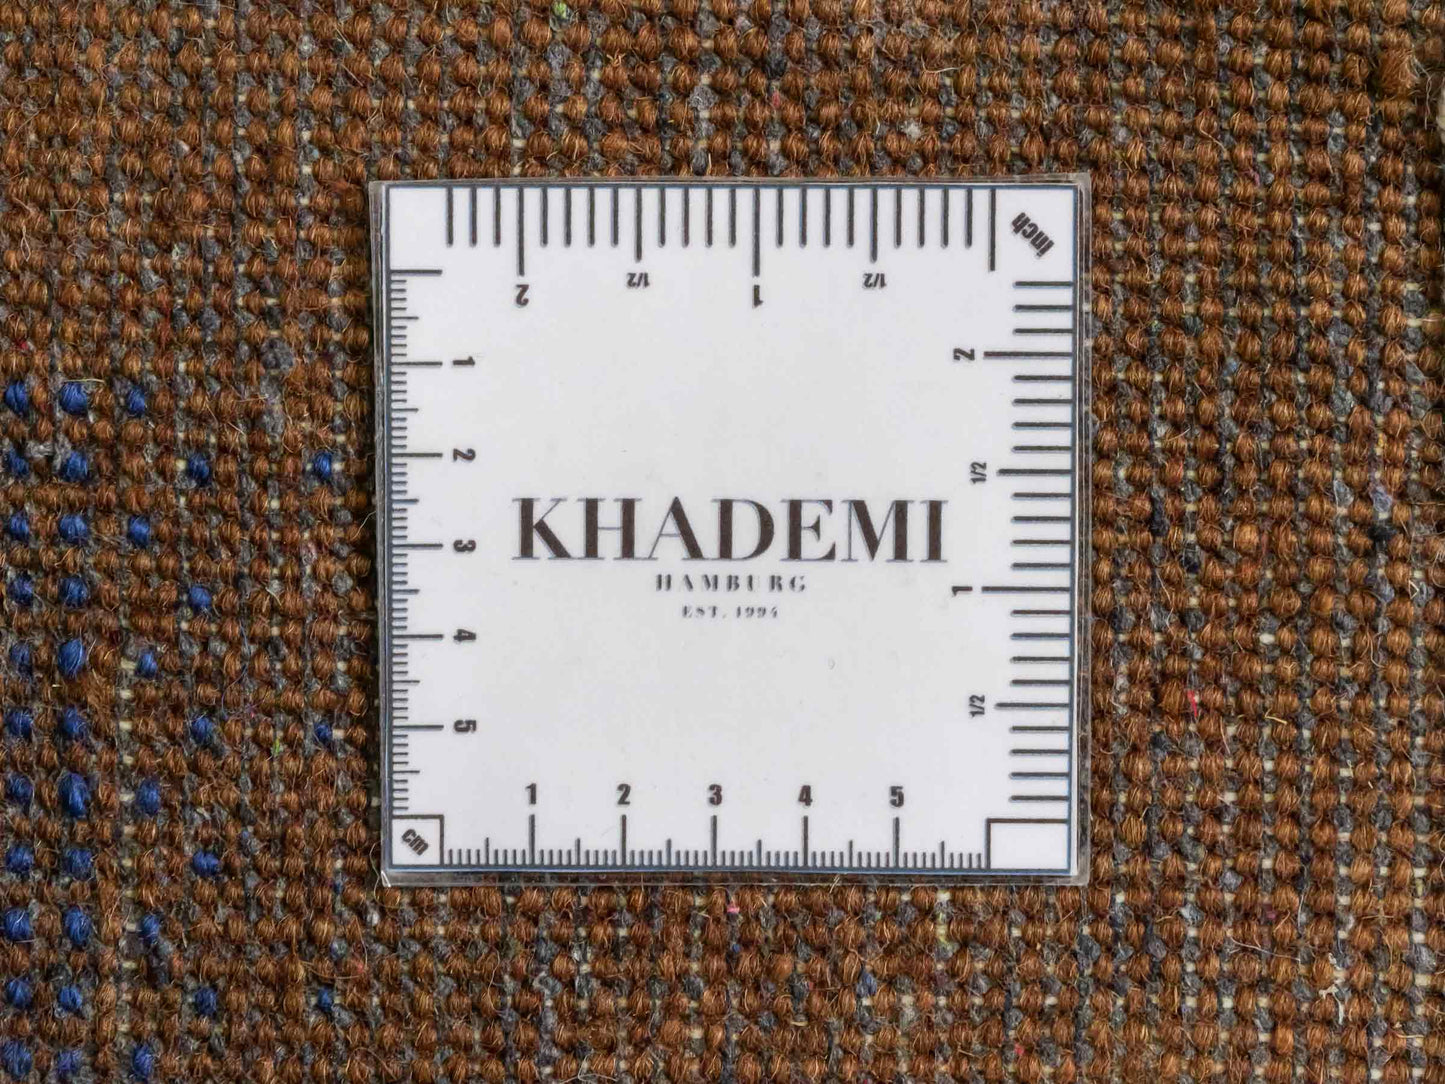 inch
2 1/2 1 1/2
1
2
3
4
5
2
1/2
1
1/2
KHADEMI
HAMBURG
EST. 1994
1 2 3 4 5
cm